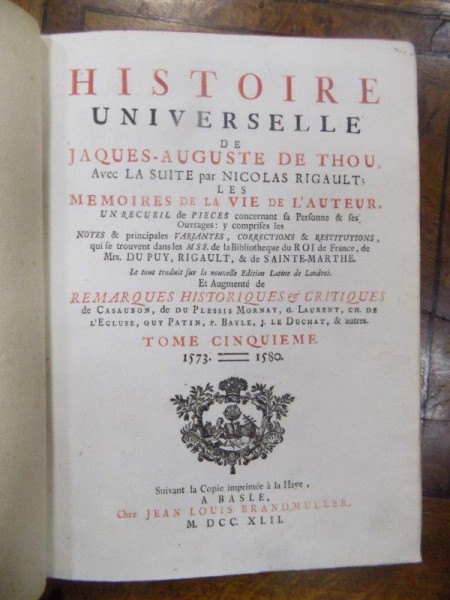 HISTOIRE
UNIVERSELLE
DE
JAQUES-AUGUSTE DE THOU,
Avec LA SUITE par NICOLAS RIGAULT;
LES
MEMOIRES DE LA VIE DE L'AUTEUR,
UN RECUEIL de PIECES concernant sa Personne & ses
Ouvrages: y comprises les
NOTES & principales VARIANTES, CORRECTIONS & RESTITUTIONS,
qui se trouvent dans les MSS. de la Bibliotheque du ROI de France, de
Mrs. DU PUY, RIGAULT, & de SAINTE-MARTHE.
Le tout traduit sur la nouvelle Edition Latine de Londres.
Et Augmenté de
REMARQUES HISTORIQUES & CRITIQUES
de CASAUBON, de DU PLESSIS MORNAY, G. LAURENT, CH. DE
L'ECLUSE, GUY PATIN, P. BAYLE, J. LE DUCHAT, & autres.
TOME CINQUIEME.
1573. ═══ 1580.
Suivant la Copie imprimée à la Haye,
A BASLE,
Chez JEAN LOUIS BRANDMULLER,
M. DCC. XLII.